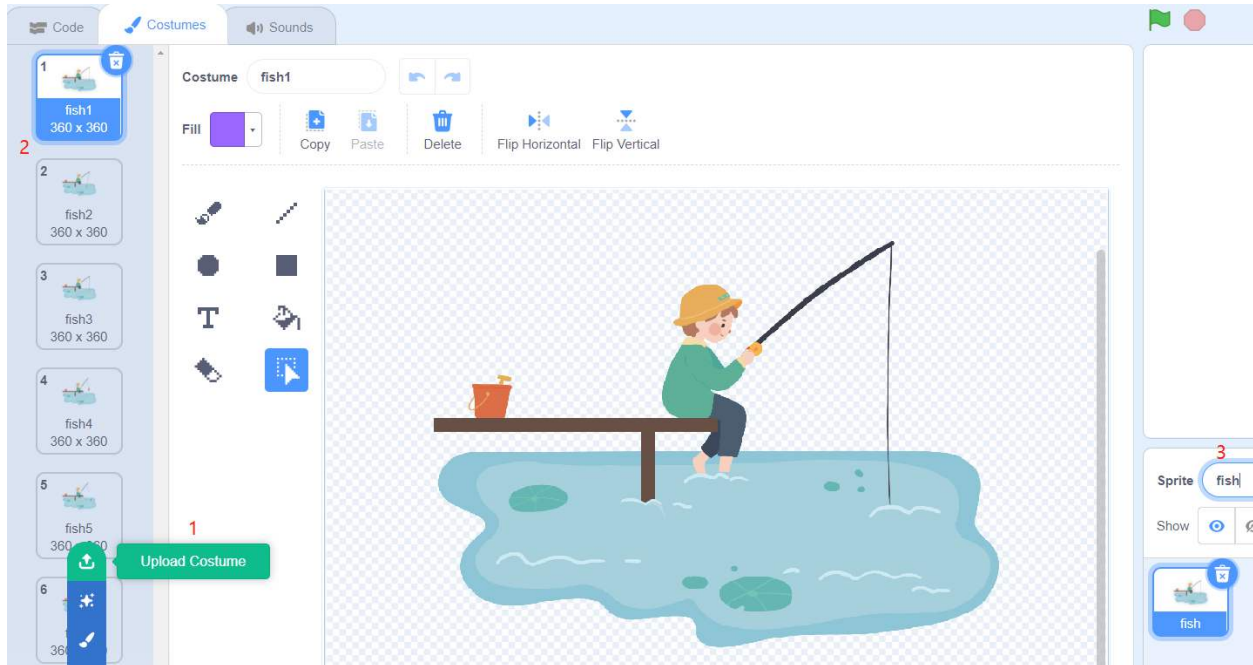 Code
Costumes
Sounds
1
fish1
360 x 360
2
2
fish2
360 x 360
3
fish3
360 x 360
4
fish4
360 x 360
5
fish5
360
1
Upload Costume
6
36
Costume
fish1
Fill
Copy
Paste
Delete
Flip Horizontal
Flip Vertical
T
3
Sprite
fish
Show
fish